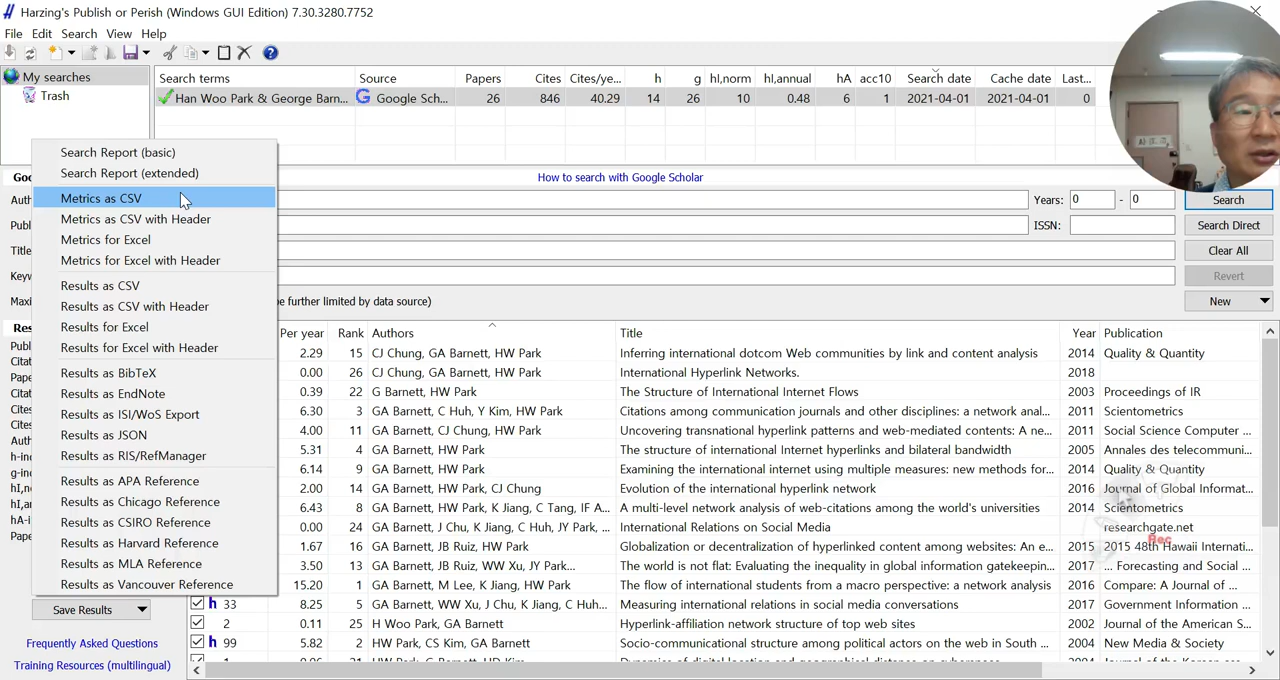 Harzing's Publish or Perish (Windows GUI Edition) 7.30.3280.7752
File Edit Search View Help
My searches
Trash
Search terms Source Papers Cites Cites/ye... h g hI,norm hI,annual hA acc10 Search date Cache date Last...
Han Woo Park & George Barn... Google Sch... 26 846 40.29 14 26 10 0.48 6 1 2021-04-01 2021-04-01 0
How to search with Google Scholar
Years: 0 - 0 Search
ISSN: Search Direct
Clear All
Revert
e further limited by data source) New
Search Report (basic)
Search Report (extended)
Metrics as CSV
Metrics as CSV with Header
Metrics for Excel
Metrics for Excel with Header
Results as CSV
Results as CSV with Header
Results for Excel
Results for Excel with Header
Results as BibTeX
Results as EndNote
Results as ISI/WoS Export
Results as JSON
Results as RIS/RefManager
Results as APA Reference
Results as Chicago Reference
Results as CSIRO Reference
Results as Harvard Reference
Results as MLA Reference
Results as Vancouver Reference
Save Results
Frequently Asked Questions
Training Resources (multilingual)
Per year Rank Authors Title Year Publication
2.29 15 CJ Chung, GA Barnett, HW Park Inferring international dotcom Web communities by link and content analysis 2014 Quality & Quantity
0.00 26 CJ Chung, GA Barnett, HW Park International Hyperlink Networks. 2018
0.39 22 G Barnett, HW Park The Structure of International Internet Flows 2003 Proceedings of IR
6.30 3 GA Barnett, C Huh, Y Kim, HW Park Citations among communication journals and other disciplines: a network anal... 2011 Scientometrics
4.00 11 GA Barnett, CJ Chung, HW Park Uncovering transnational hyperlink patterns and web-mediated contents: A ne... 2011 Social Science Computer ...
5.31 4 GA Barnett, HW Park The structure of international Internet hyperlinks and bilateral bandwidth 2005 Annales des telecommuni...
6.14 9 GA Barnett, HW Park Examining the international internet using multiple measures: new methods for... 2014 Quality & Quantity
2.00 14 GA Barnett, HW Park, CJ Chung Evolution of the international hyperlink network 2016 Journal of Global Informat...
6.43 8 GA Barnett, HW Park, K Jiang, C Tang, IF A... A multi-level network analysis of web-citations among the world's universities 2014 Scientometrics
0.00 24 GA Barnett, J Chu, K Jiang, C Huh, JY Park, ... International Relations on Social Media researchgate.net
1.67 16 GA Barnett, JB Ruiz, HW Park Globalization or decentralization of hyperlinked content among websites: An e... 2015 2015 48th Hawaii Internati...
3.50 13 GA Barnett, JB Ruiz, WW Xu, JY Park... The world is not flat: Evaluating the inequality in global information gatekeepin... 2017 ... Forecasting and Social ...
15.20 1 GA Barnett, M Lee, K Jiang, HW Park The flow of international students from a macro perspective: a network analysis 2016 Compare: A Journal of ...
h 33 8.25 5 GA Barnett, WW Xu, J Chu, K Jiang, C Huh... Measuring international relations in social media conversations 2017 Government Information ...
2 0.11 25 H Woo Park, GA Barnett Hyperlink-affiliation network structure of top web sites 2002 Journal of the American S...
h 99 5.82 2 HW Park, CS Kim, GA Barnett Socio-communicational structure among political actors on the web in South ... 2004 New Media & Society
Rec